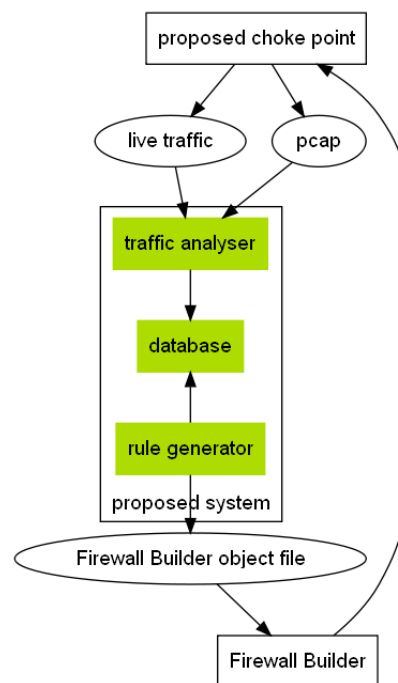 proposed choke point
live traffic
pcap
traffic analyser
database
rule generator
proposed system
Firewall Builder object file
Firewall Builder